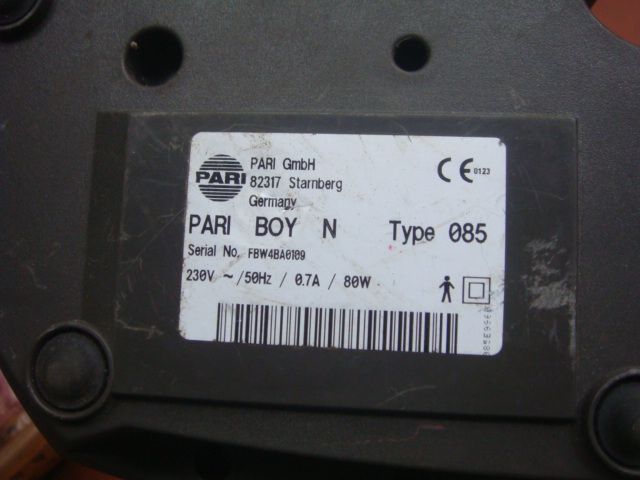 PARI
PARI GmbH
82317 Starnberg
Germany
CE 0123
PARI BOY N Type 085
Serial No. FBW4BA0109
230V ~ /50Hz / 0.7A / 80W